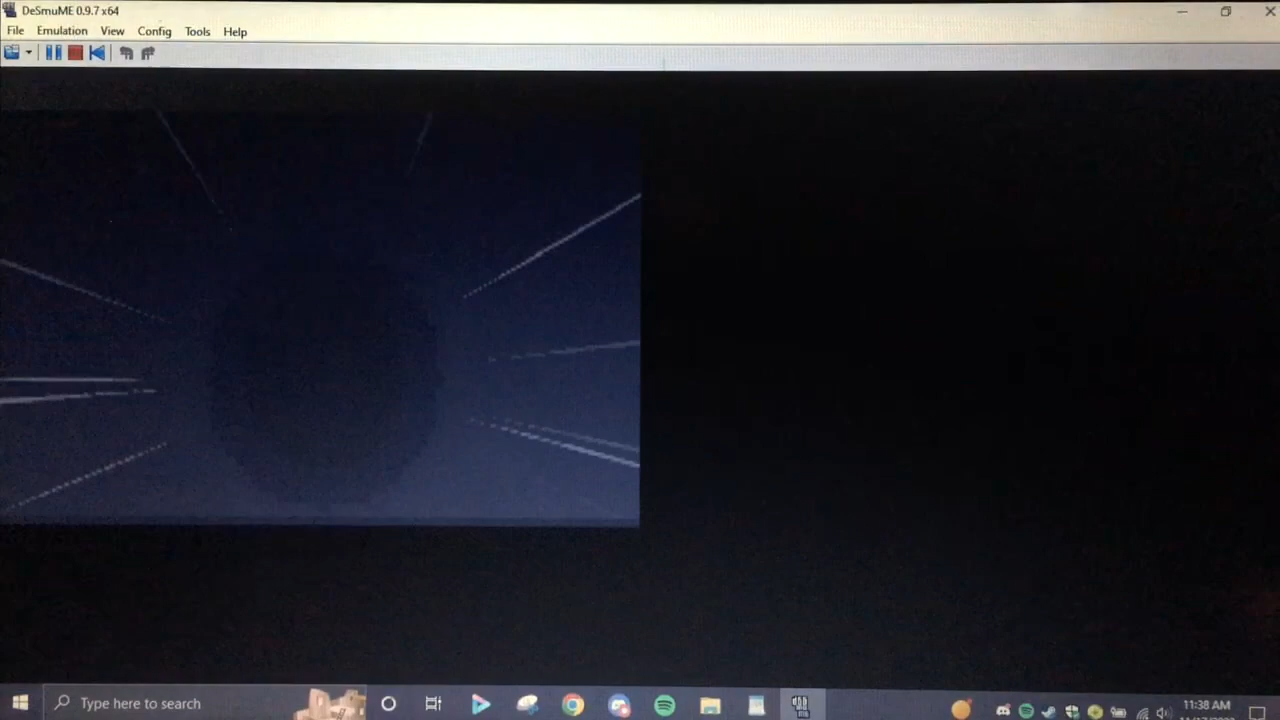 DeSmuME 0.9.7 x64
File Emulation View Config Tools Help
Type here to search
11:38 AM